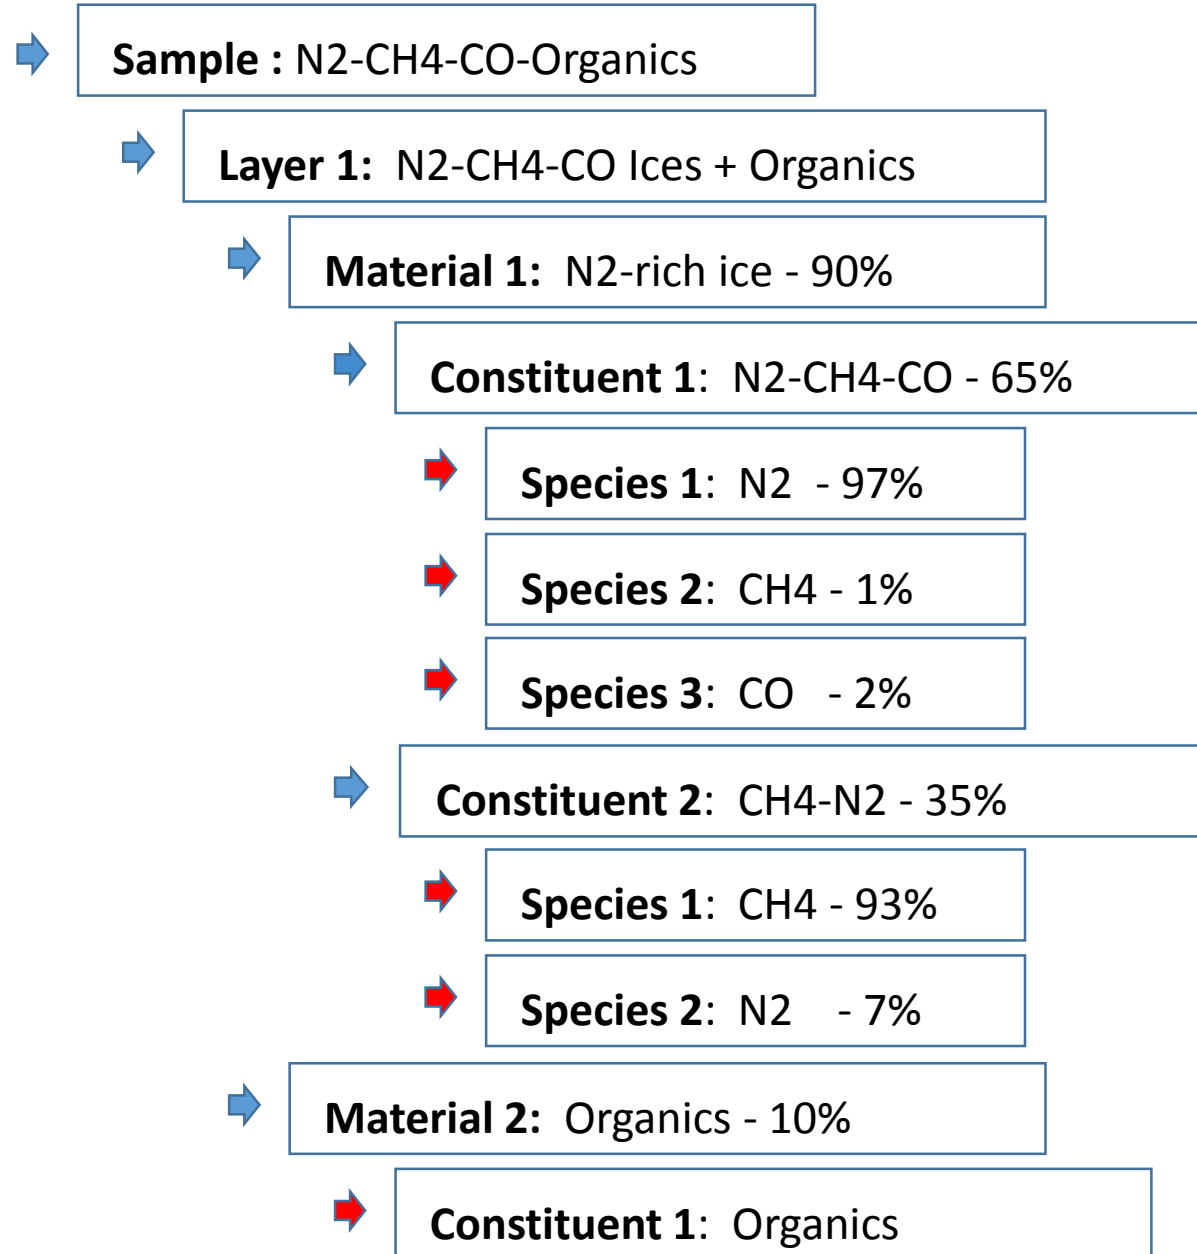 Sample : N2-CH4-CO-Organics
Layer 1: N2-CH4-CO Ices + Organics
Material 1: N2-rich ice - 90%
Constituent 1: N2-CH4-CO - 65%
Species 1: N2 - 97%
Species 2: CH4 - 1%
Species 3: CO - 2%
Constituent 2: CH4-N2 - 35%
Species 1: CH4 - 93%
Species 2: N2 - 7%
Material 2: Organics - 10%
Constituent 1: Organics